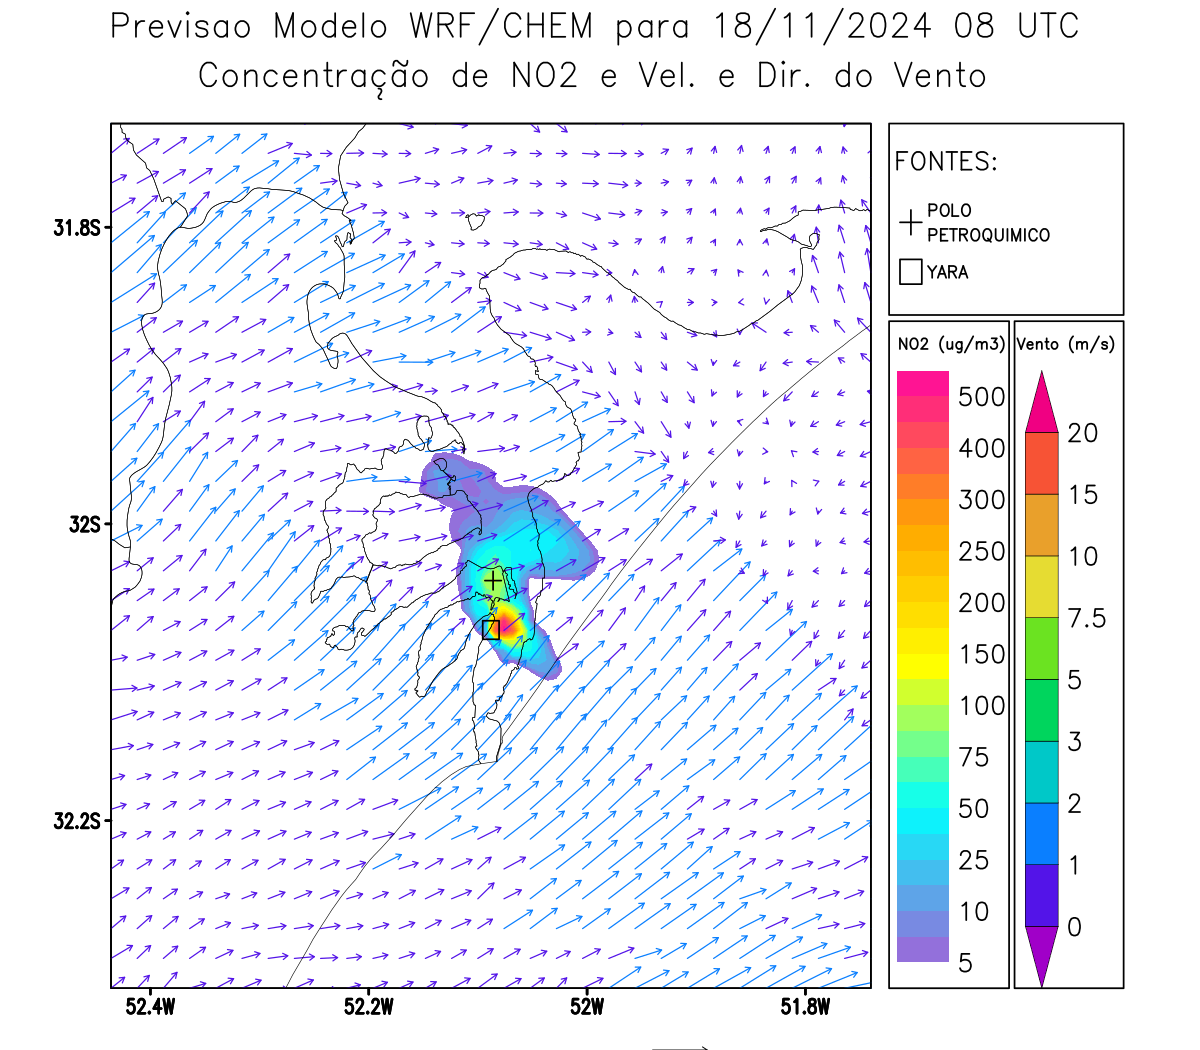 Previsao Modelo WRF/CHEM para 18/11/2024 08 UTC
Concentração de NO2 e Vel. e Dir. do Vento
FONTES:
POLO
PETROQUIMICO
YARA
31.8S
32S
32.2S
52.4W
52.2W
52W
51.8W
NO2 (ug/m3)
500
400
300
250
200
150
100
75
50
25
10
5
Vento (m/s)
20
15
10
7.5
5
3
2
1
0